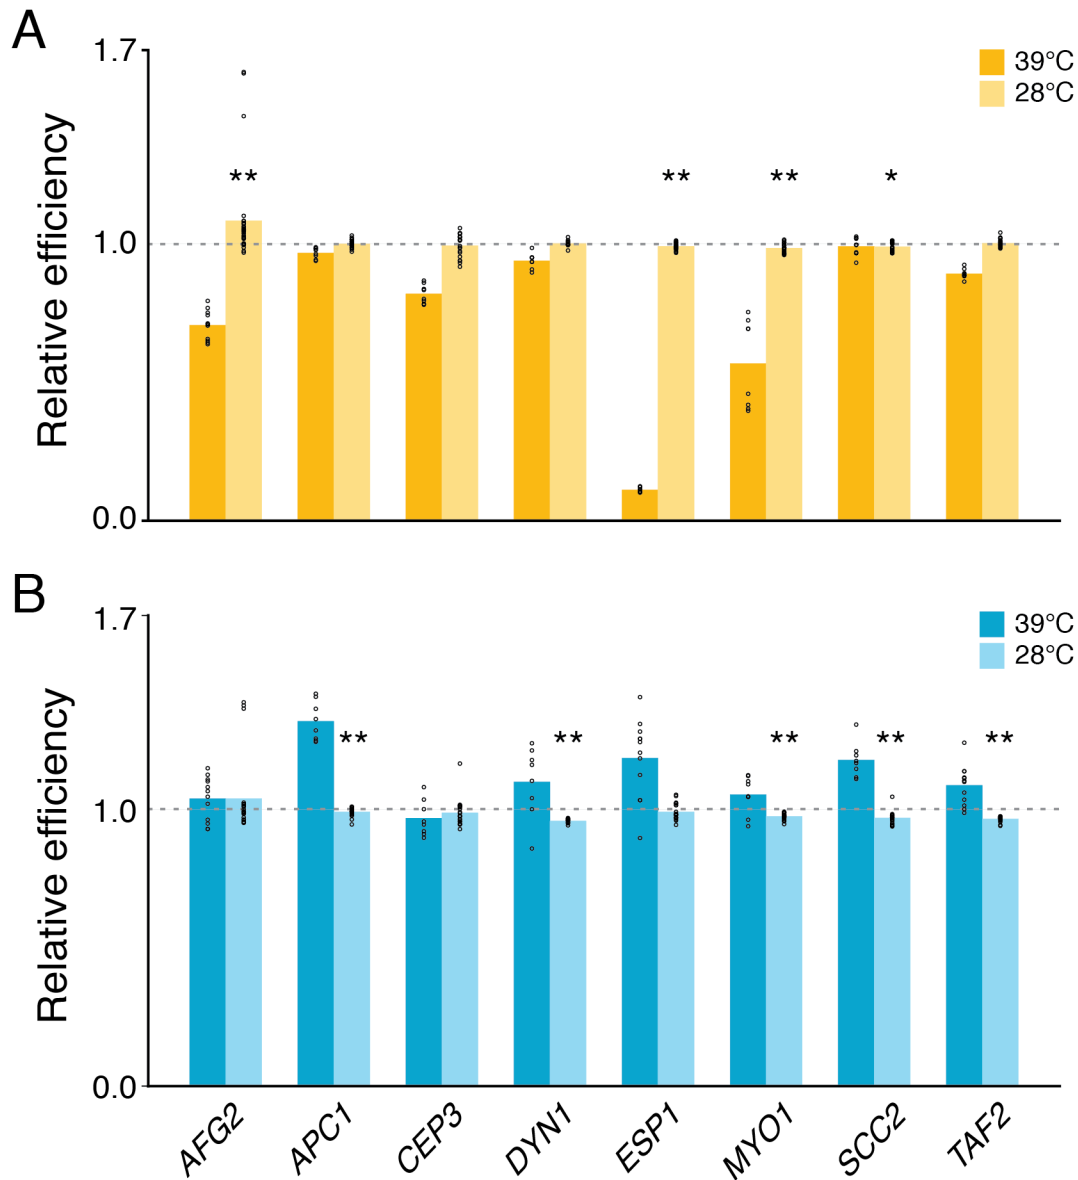 A
1.7
39°C
28°C
Relative efficiency
** ** ** *
1.0
0.0
B
1.7
39°C
28°C
Relative efficiency
** ** ** ** **
1.0
0.0
AFG2 APC1 CEP3 DYN1 ESP1 MYO1 SCC2 TAF2